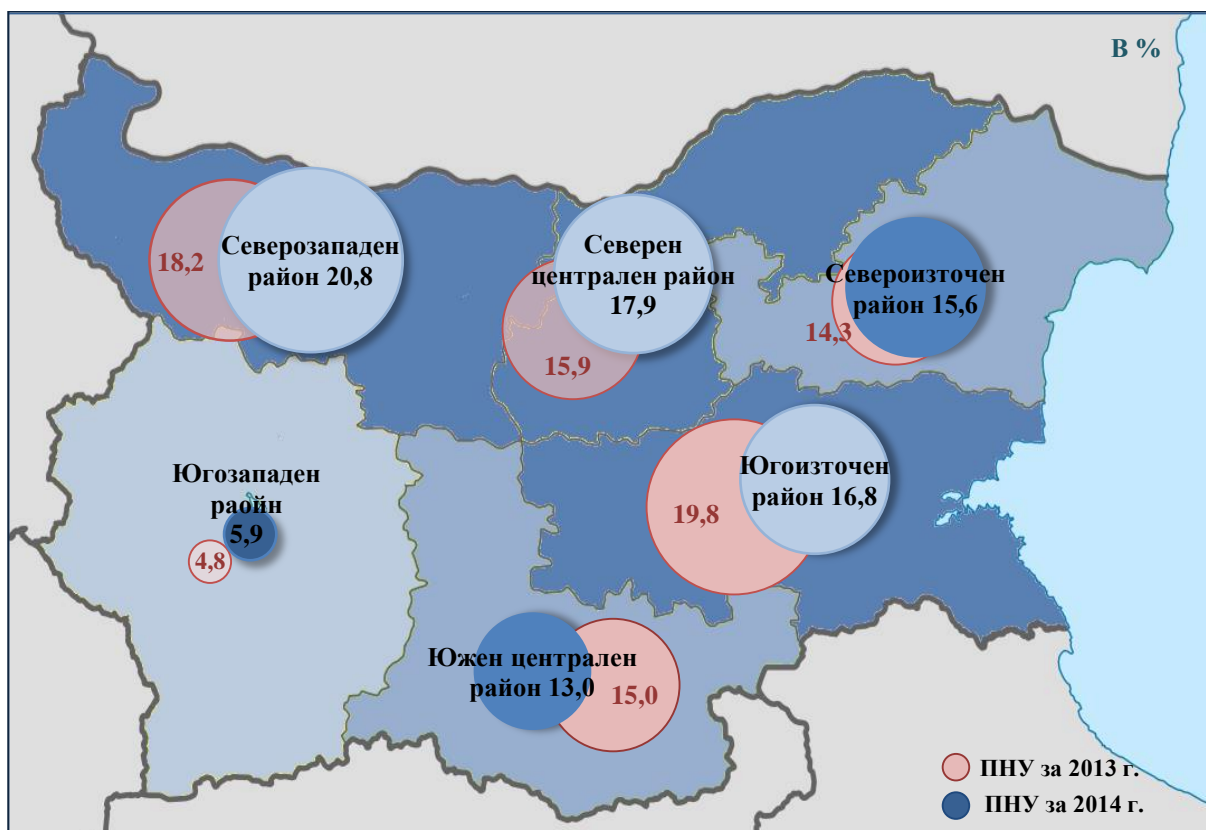 В %
18,2
Северозападен
район 20,8
Северен
централен район
17,9
15,9
Североизточен
район 15,6
14,3
Югозападен
раойн
5,9
4,8
Югоизточен
район 16,8
19,8
Южен централен
район 13,0
15,0
ПНУ за 2013 г.
ПНУ за 2014 г.